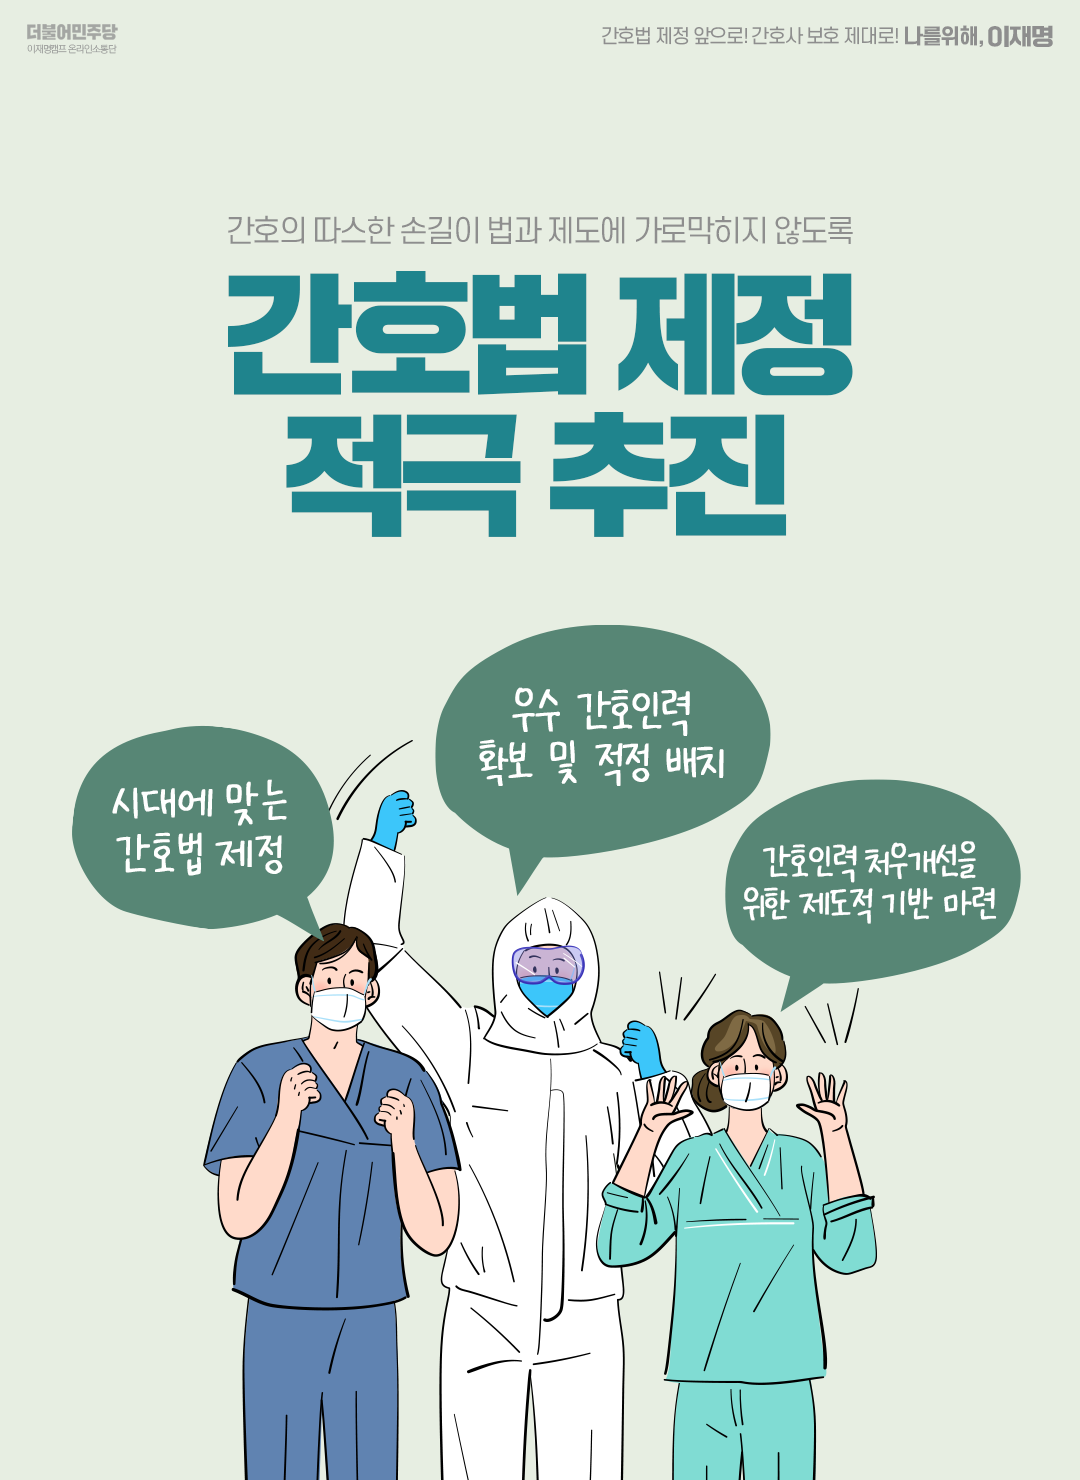 더불어민주당
이재명캠프 온라인소통단
간호법 제정 앞으로! 간호사 보호 제대로! 나를위해, 이재명
간호의 따스한 손길이 법과 제도에 가로막히지 않도록
간호법 제정
적극 추진
우수 간호인력
확보 및 적정 배치
시대에 맞는
간호법 제정
간호인력 처우개선을
위한 제도적 기반 마련